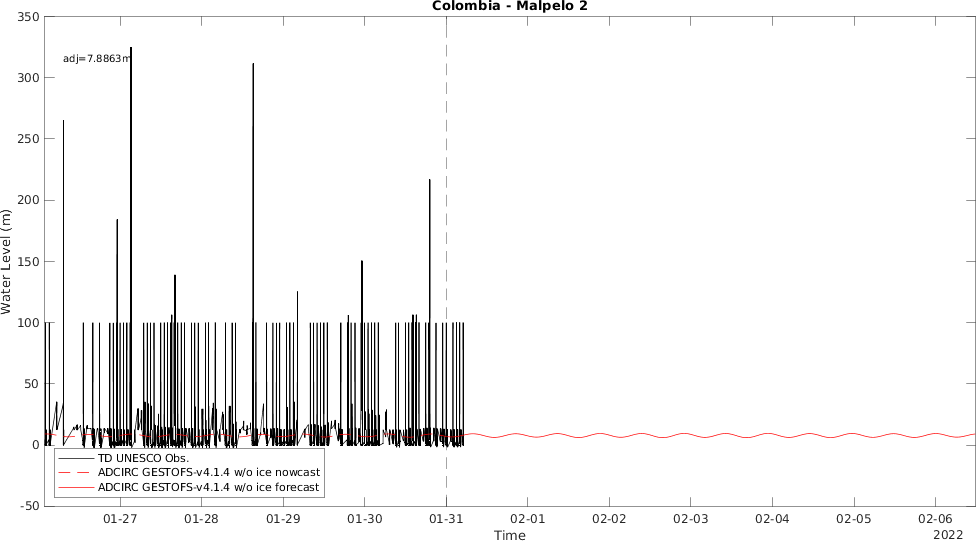 Colombia - Malpelo 2
350
300
250
200
150
100
50
0
-50
Water Level (m)
adj=7.8863m
TD UNESCO Obs.
ADCIRC GESTOFS-v4.1.4 w/o ice nowcast
ADCIRC GESTOFS-v4.1.4 w/o ice forecast
01-27 01-28 01-29 01-30 01-31 02-01 02-02 02-03 02-04 02-05 02-06
Time
2022